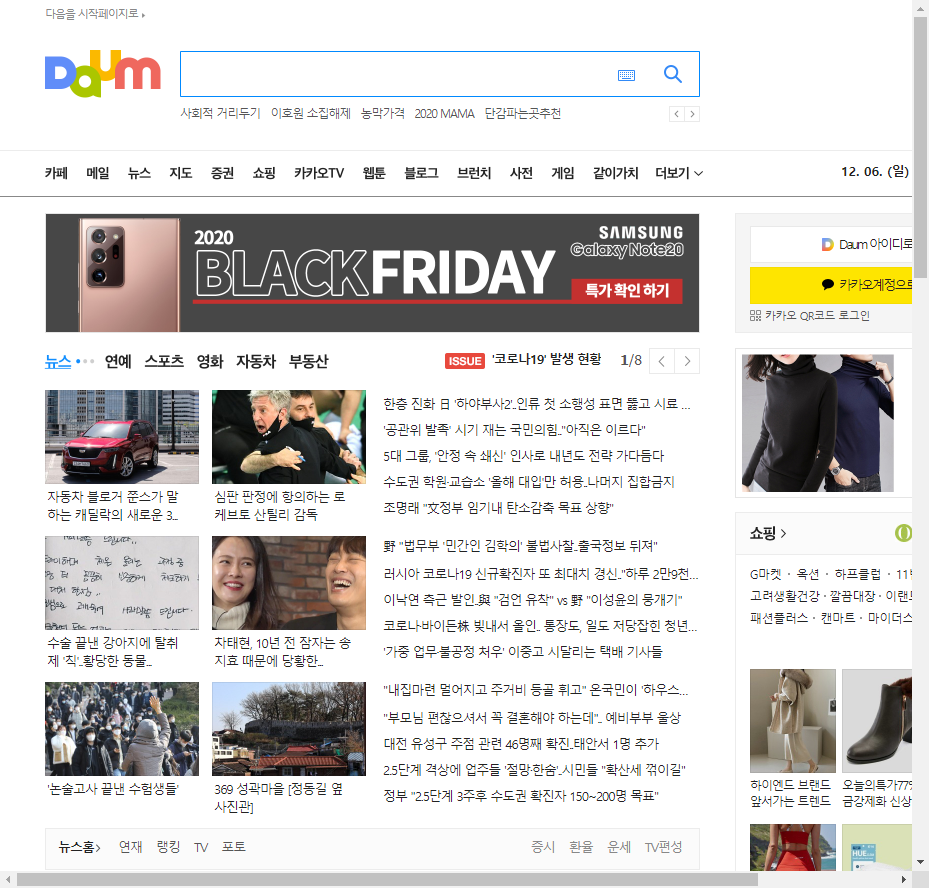 다음을 시작페이지로
Daum
사회적 거리두기 이호원 소집해제 농막가격 2020 MAMA 단감파는곳추천
카페 메일 뉴스 지도 증권 쇼핑 카카오TV 웹툰 블로그 브런치 사전 게임 같이가치 더보기
12. 06. (일)
2020
BLACK FRIDAY
SAMSUNG
Galaxy Note20
특가 확인 하기
Daum 아이디로
카카오계정으로
카카오 QR코드 로그인
뉴스 연예 스포츠 영화 자동차 부동산
ISSUE '코로나19' 발생 현황 1/8
자동차 블로거 쭌스가 말
하는 캐딜락의 새로운 3...
심판 판정에 항의하는 로
케브토 산틸리 감독
수술 끝낸 강아지에 탈취
제 '칙'..황당한 동물...
차태현, 10년 전 잠자는 송
지효 때문에 당황한...
'논술고사 끝낸 수험생들'
369 성곽마을 [정동길 옆
사진관]
한층 진화 日 '하야부사2'..인류 첫 소행성 표면 뚫고 시료 ...
'공관위 발족' 시기 재는 국민의힘.."아직은 이르다"
5대 그룹, '안정 속 쇄신' 인사로 내년도 전략 가다듬다
수도권 학원·교습소 '올해 대입'만 허용..나머지 집합금지
조명래 "文정부 임기내 탄소감축 목표 상향"
野 "법무부 '민간인 김학의' 불법사찰..출국정보 뒤져"
러시아 코로나19 신규확진자 또 최대치 경신.."하루 2만9천...
이낙연 측근 발인..與 "검언 유착" vs 野 "이성윤의 뭉개기"
코로나·바이든株 빚내서 올인.. 통장도, 일도 저당잡힌 청년...
'가중 업무·불공정 처우' 이중고 시달리는 택배 기사들
"내집마련 멀어지고 주거비 등골 휘고" 온국민이 '하우스...
"부모님 편찮으셔서 꼭 결혼해야 하는데".. 예비부부 울상
대전 유성구 주점 관련 46명째 확진..태안서 1명 추가
2.5단계 격상에 업주들 '절망·한숨'..시민들 "확산세 꺾이길"
정부 "2.5단계 3주후 수도권 확진자 150~200명 목표"
뉴스홈 연재 랭킹 TV 포토
증시 환율 운세 TV편성
쇼핑
G마켓 · 옥션 · 하프클럽 · 11
고려생활건강 · 깔끔대장 · 이랜
패션플러스 · 캔마트 · 마이더스
하이엔드 브랜드
앞서가는 트렌드
오늘의특가77%
금강제화 신상